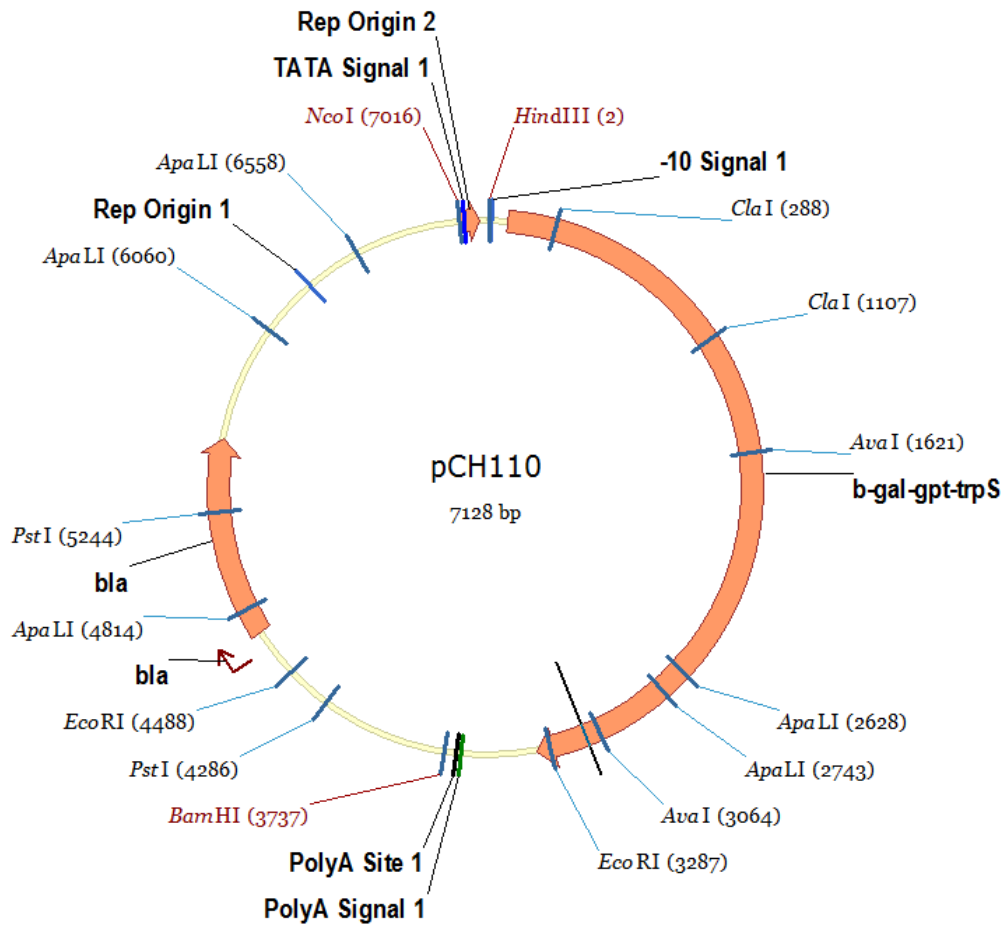 Rep Origin 2
TATA Signal 1
NcoI (7016)
HindIII (2)
-10 Signal 1
ApaLI (6558)
ClaI (288)
Rep Origin 1
ApaLI (6060)
ClaI (1107)
AvaI (1621)
pCH110
b-gal-gpt-trpS
7128 bp
PstI (5244)
bla
ApaLI (4814)
bla
EcoRI (4488)
ApaLI (2628)
PstI (4286)
ApaLI (2743)
BamHI (3737)
AvaI (3064)
PolyA Site 1
EcoRI (3287)
PolyA Signal 1